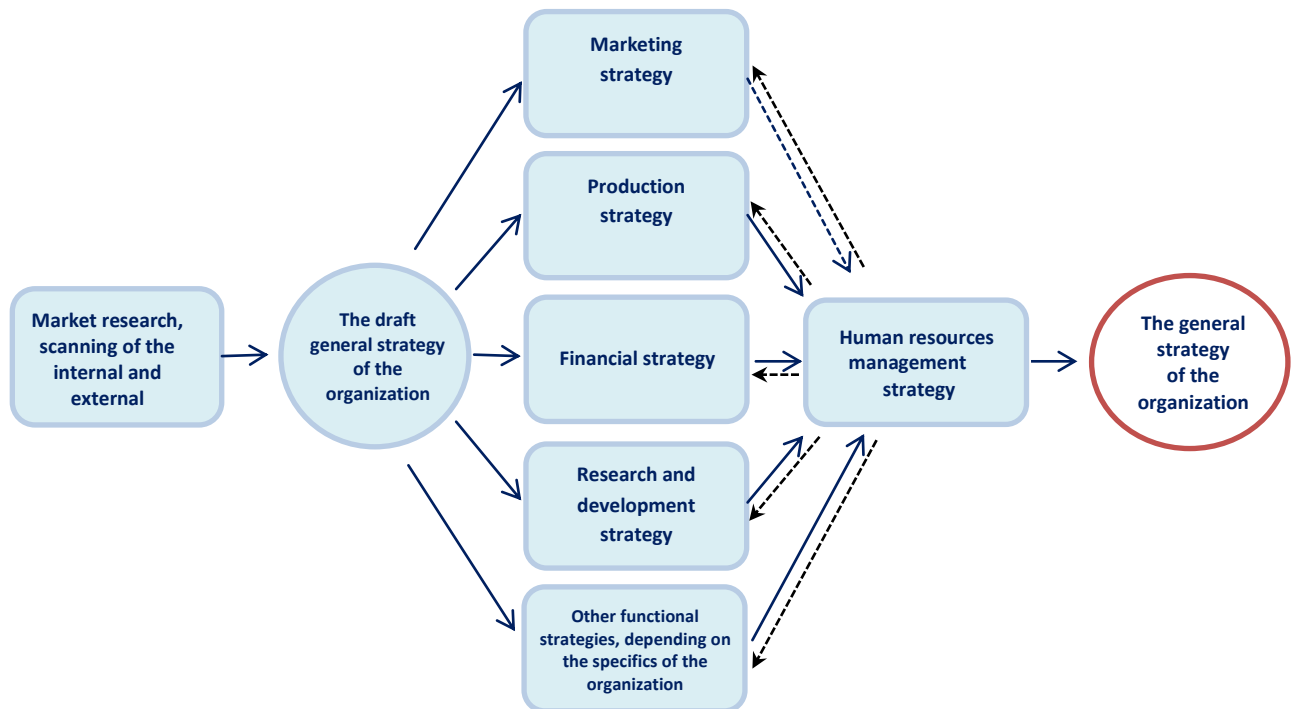 Marketing
strategy
Production
strategy
Market research,
scanning of the
internal and
external
The draft
general strategy
of the
organization
Financial strategy
Human resources
management
strategy
The general
strategy
of the
organization
Research and
development
strategy
Other functional
strategies, depending on
the specifics of the
organization